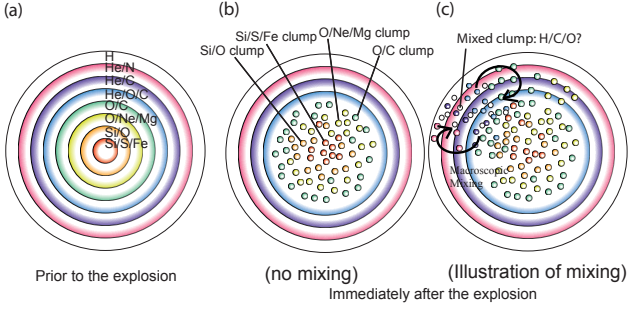 (a)
H
He/N
He/C
He/O/C
O/C
O/Ne/Mg
Si/O
Si/S/Fe
Prior to the explosion
(b)
Si/S/Fe clump
O/Ne/Mg clump
Si/O clump
O/C clump
(no mixing)
(c)
Mixed clump: H/C/O?
Macroscopic
Mixing
(Illustration of mixing)
Immediately after the explosion